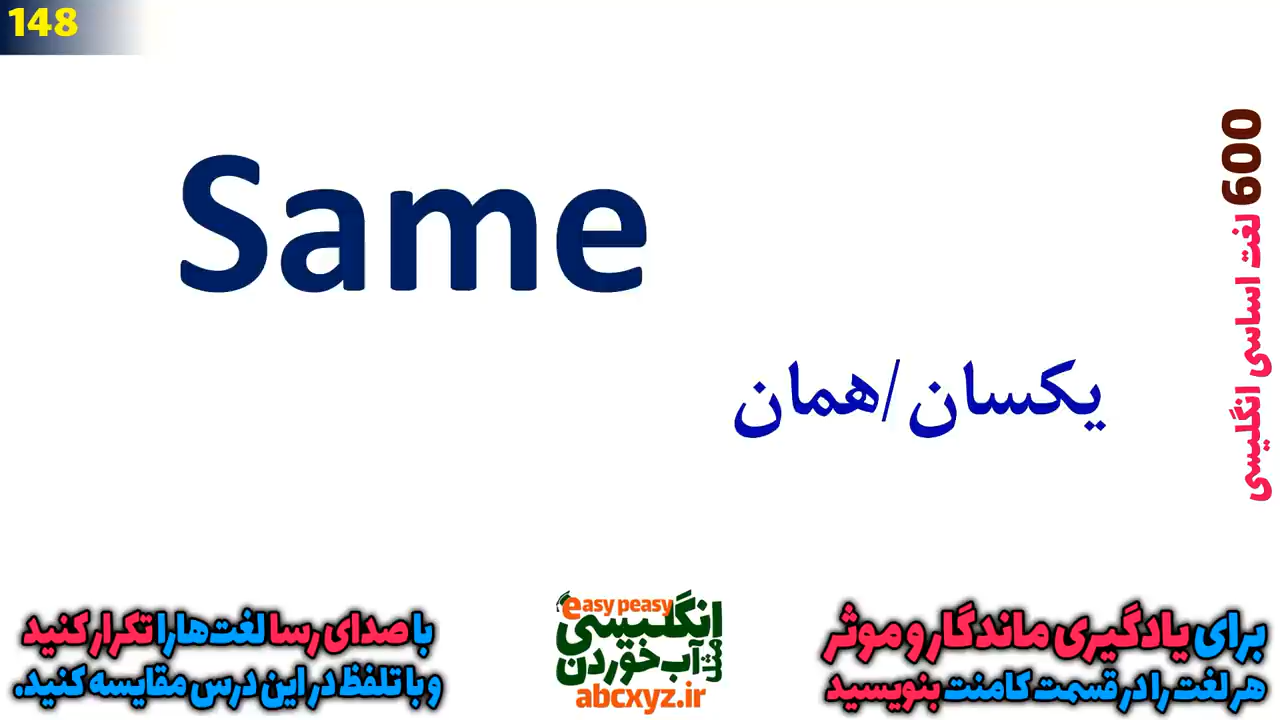 148
Same
یکسان/همان
600 لغت اساسی انگلیسی
برای یادگیری ماندگار و موثر
هر لغت را در قسمت کامنت بنویسید
easy peasy
انگلیسی
مثل آب خوردن
abcxyz.ir
با صدای رسا لغت‌ها را تکرار کنید
و با تلفظ در این درس مقایسه کنید.